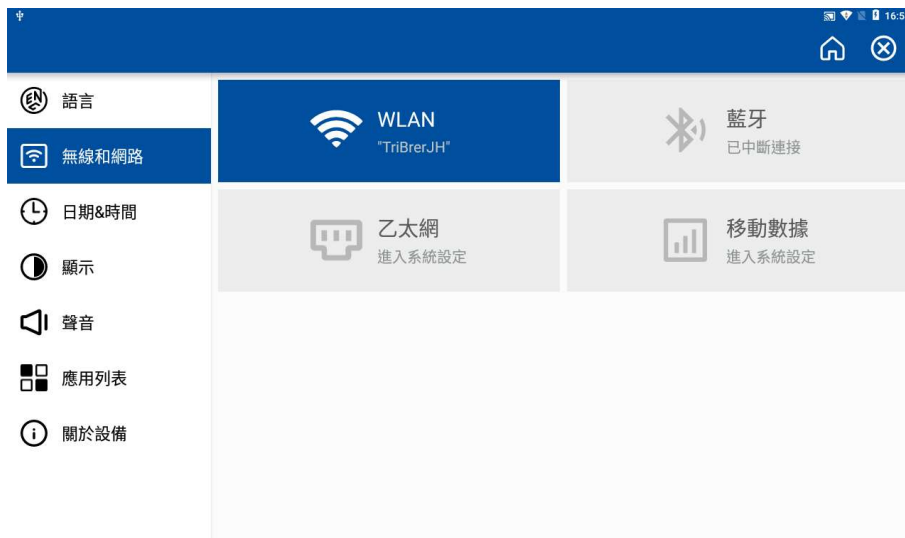 16:5
EN
語言
無線和網路
日期&時間
顯示
聲音
應用列表
關於設備
WLAN
"TriBrerJH"
藍牙
已中斷連接
乙太網
進入系統設定
移動數據
進入系統設定